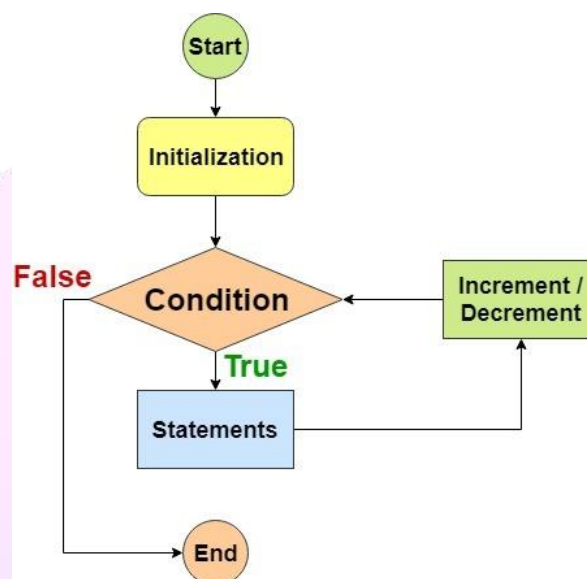 Start
Initialization
False
Condition
Increment /
Decrement
True
Statements
End